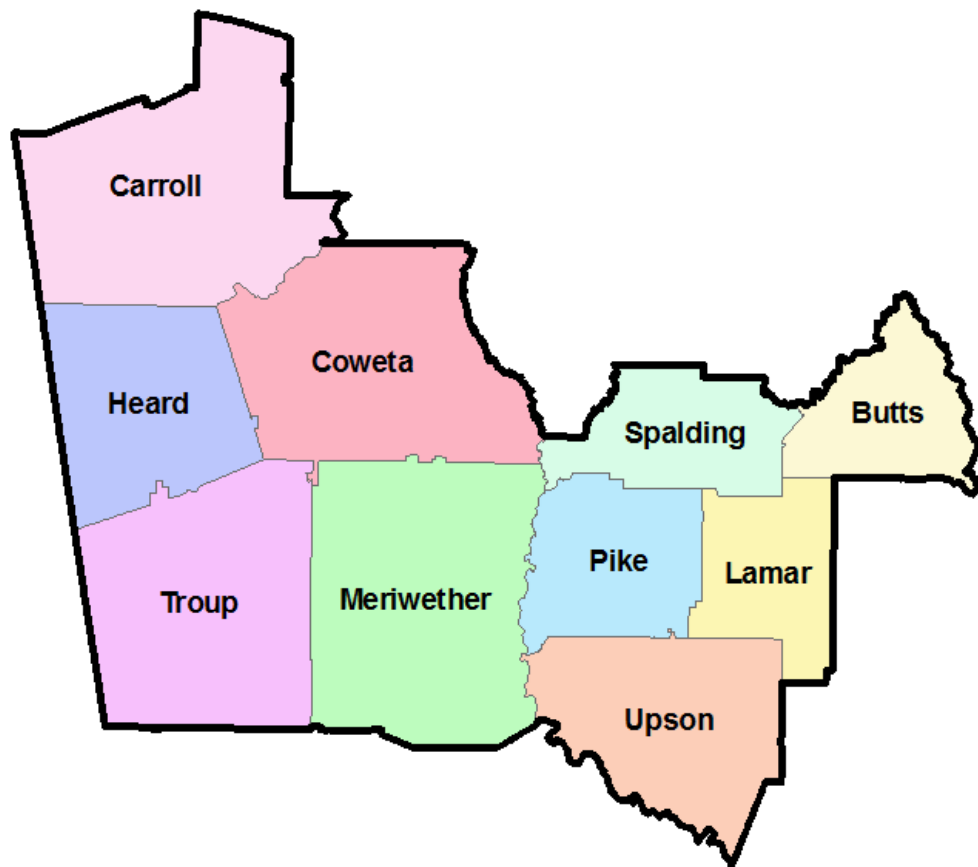 Carroll
Coweta
Heard
Butts
Spalding
Pike
Lamar
Meriwether
Troup
Upson